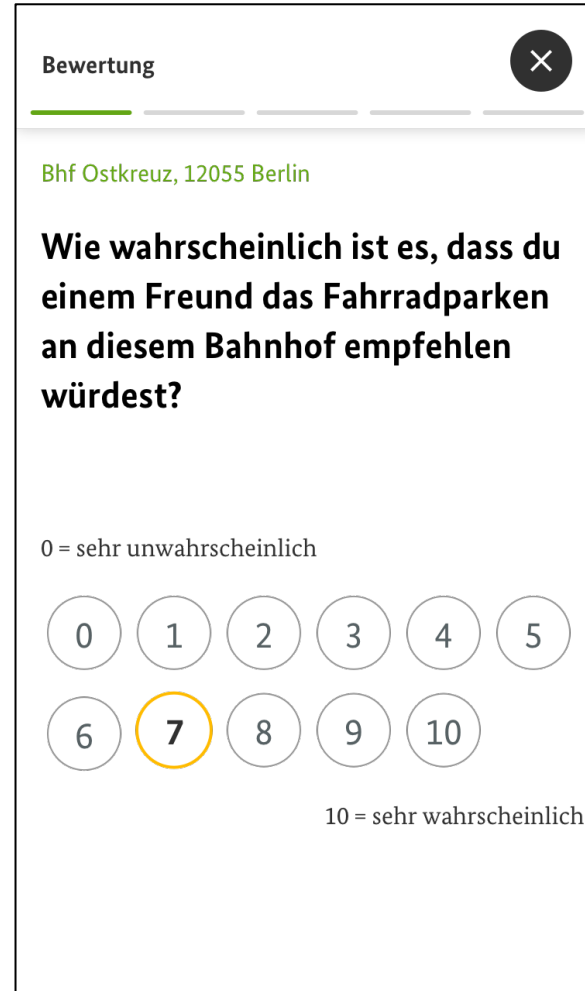 Bewertung
Bhf Ostkreuz, 12055 Berlin
Wie wahrscheinlich ist es, dass du
einem Freund das Fahrradparken
an diesem Bahnhof empfehlen
würdest?
0 = sehr unwahrscheinlich
0 1 2 3 4 5
6 7 8 9 10
10 = sehr wahrscheinlich